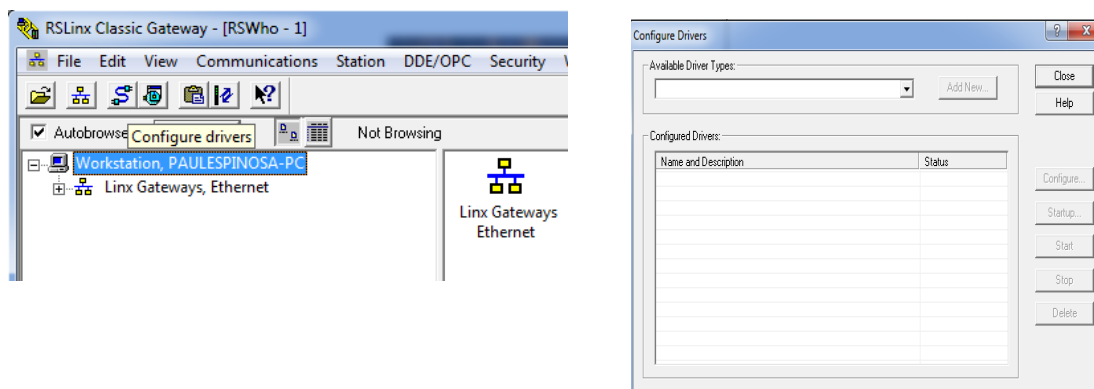 RSLinx Classic Gateway - [RSWho - 1]
File Edit View Communications Station DDE/OPC Security
Autobrowse
Configure drivers
Not Browsing
Workstation, PAULESPINOSA-PC
Linx Gateways, Ethernet
Linx Gateways
Ethernet
Configure Drivers
Available Driver Types:
Add New...
Close
Help
Configured Drivers:
Name and Description Status
Configure...
Startup...
Start
Stop
Delete